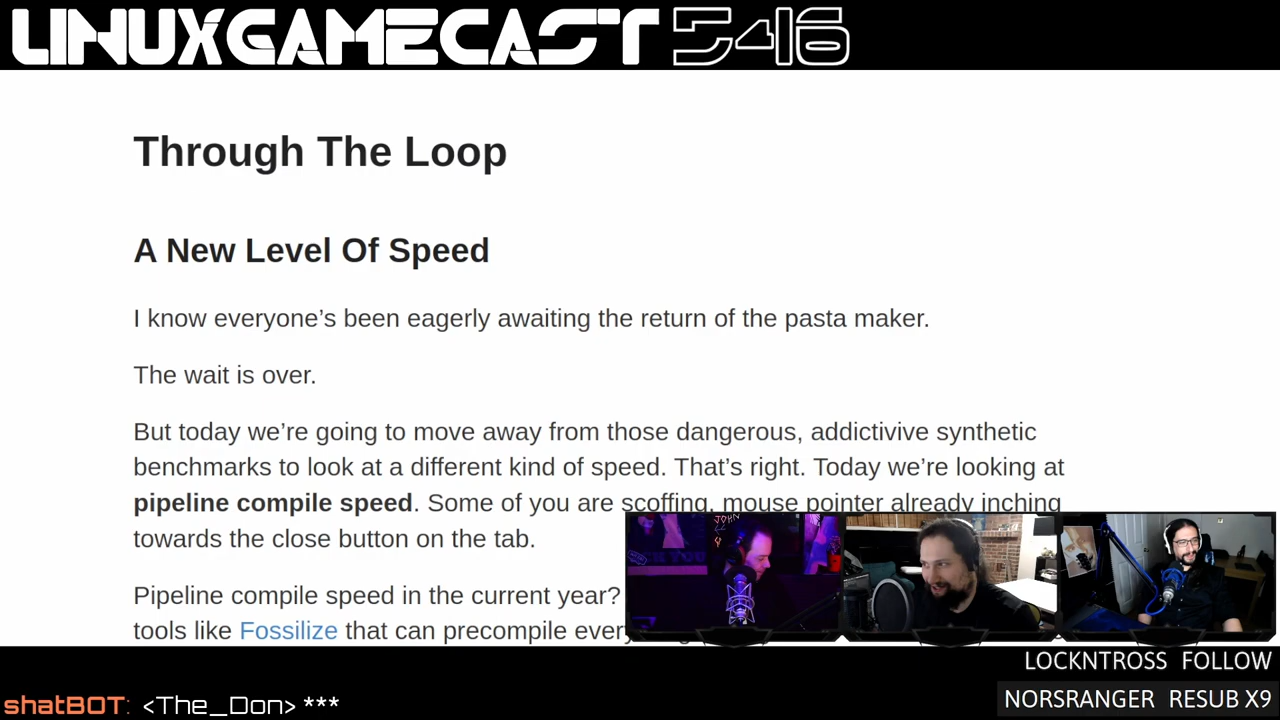 LINUXGAMECAST 546
Through The Loop
A New Level Of Speed
I know everyone’s been eagerly awaiting the return of the pasta maker.
The wait is over.
But today we’re going to move away from those dangerous, addictivive synthetic
benchmarks to look at a different kind of speed. That’s right. Today we’re looking at
pipeline compile speed. Some of you are scoffing, mouse pointer already inching
towards the close button on the tab.
Pipeline compile speed in the current year?
tools like Fossilize that can precompile
JOHN
LOCKNTROSS FOLLOW
NORSRANGER RESUB X9
shatBOT: <The_Don> ***